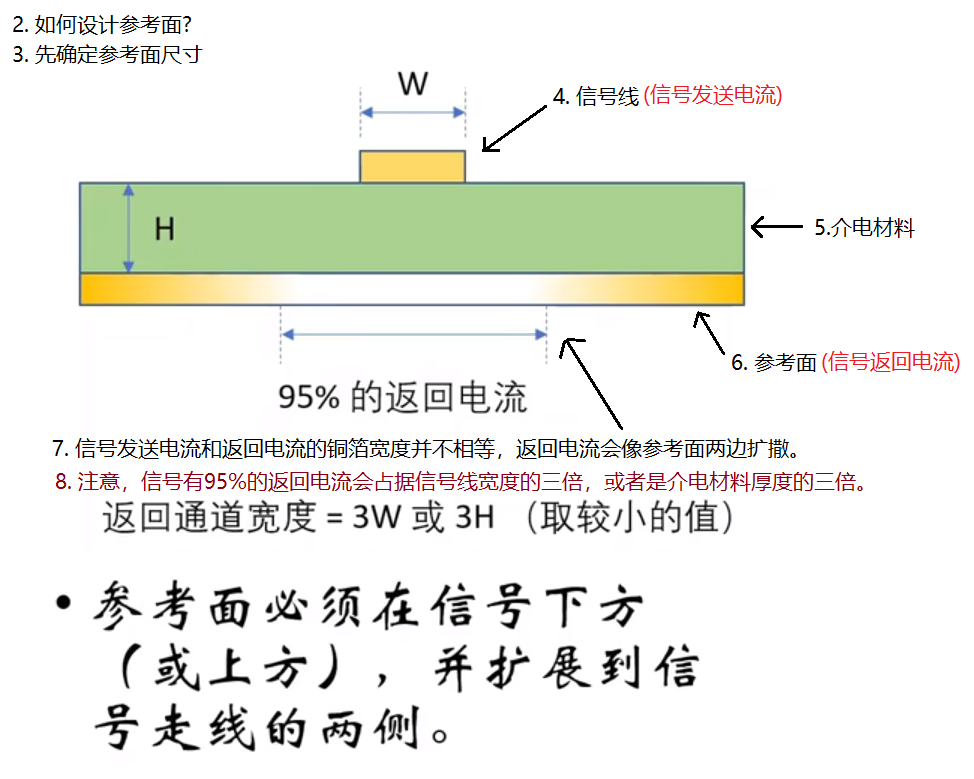 2. 如何设计参考面?
3. 先确定参考面尺寸
W
4. 信号线 (信号发送电流)
H
5.介电材料
6. 参考面 (信号返回电流)
95% 的返回电流
7. 信号发送电流和返回电流的铜箔宽度并不相等，返回电流会像参考面两边扩撒。
8. 注意，信号有95%的返回电流会占据信号线宽度的三倍，或者是介电材料厚度的三倍。
返回通道宽度 = 3W 或 3H （取较小的值）
• 参考面必须在信号下方
（或上方），并扩展到信
号走线的两侧。